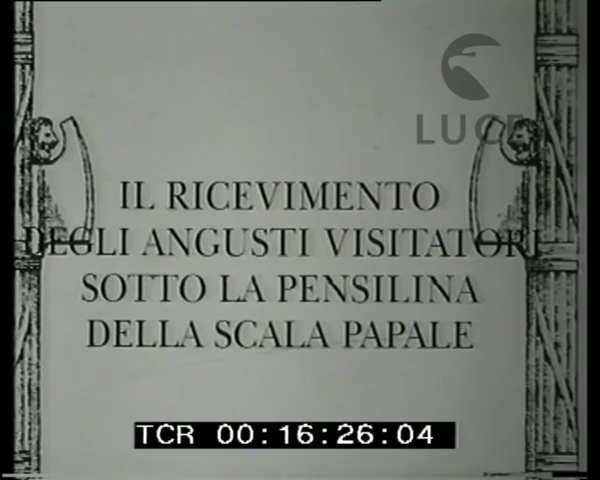 LUCE
IL RICEVIMENTO
DEGLI ANGUSTI VISITATORI
SOTTO LA PENSILINA
DELLA SCALA PAPALE
TCR 00:16:26:04